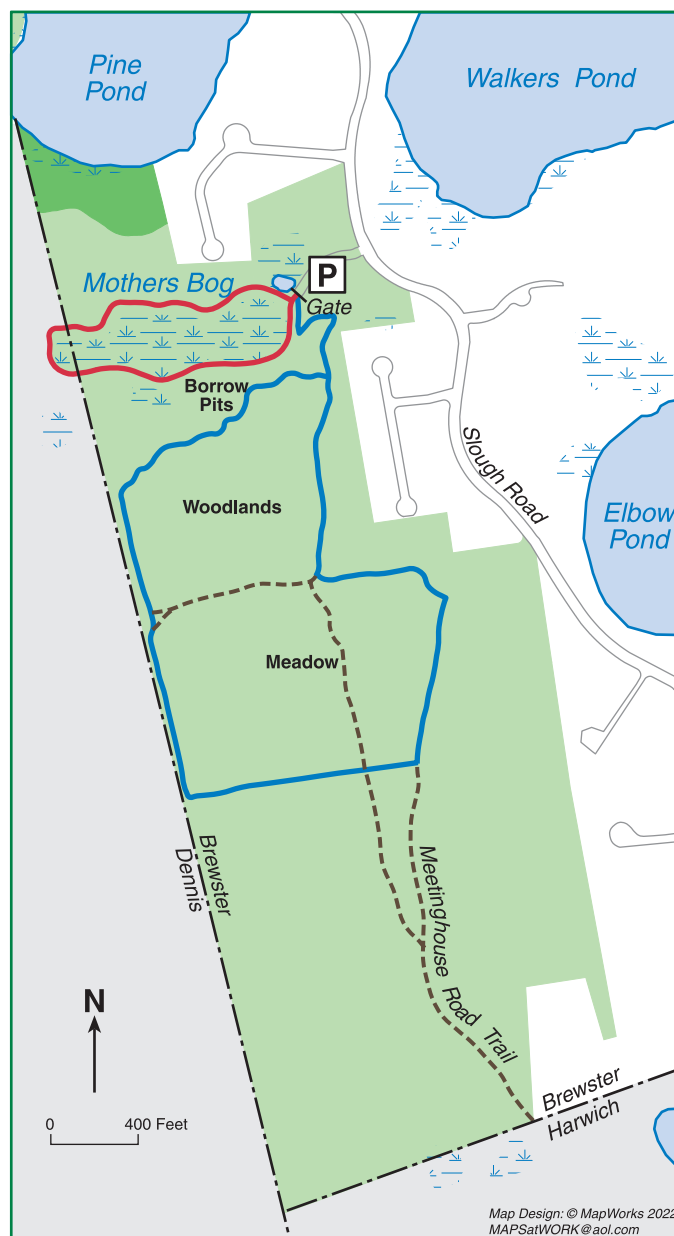 Pine
Pond
Walkers Pond
Mothers Bog
P
Gate
Borrow
Pits
Slough Road
Woodlands
Elbow
Pond
Meadow
Brewster
Dennis
Meetinghouse Road Trail
N
0 400 Feet
Brewster
Harwich
Map Design: © MapWorks 2022
MAPSatWORK@aol.com